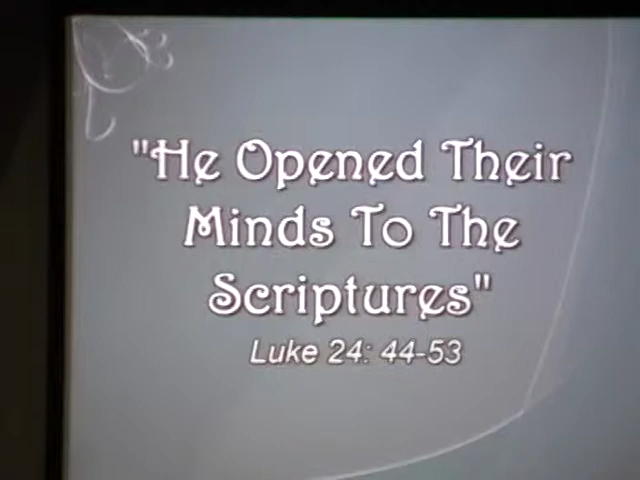 "He Opened Their
Minds To The
Scriptures"
Luke 24: 44-53